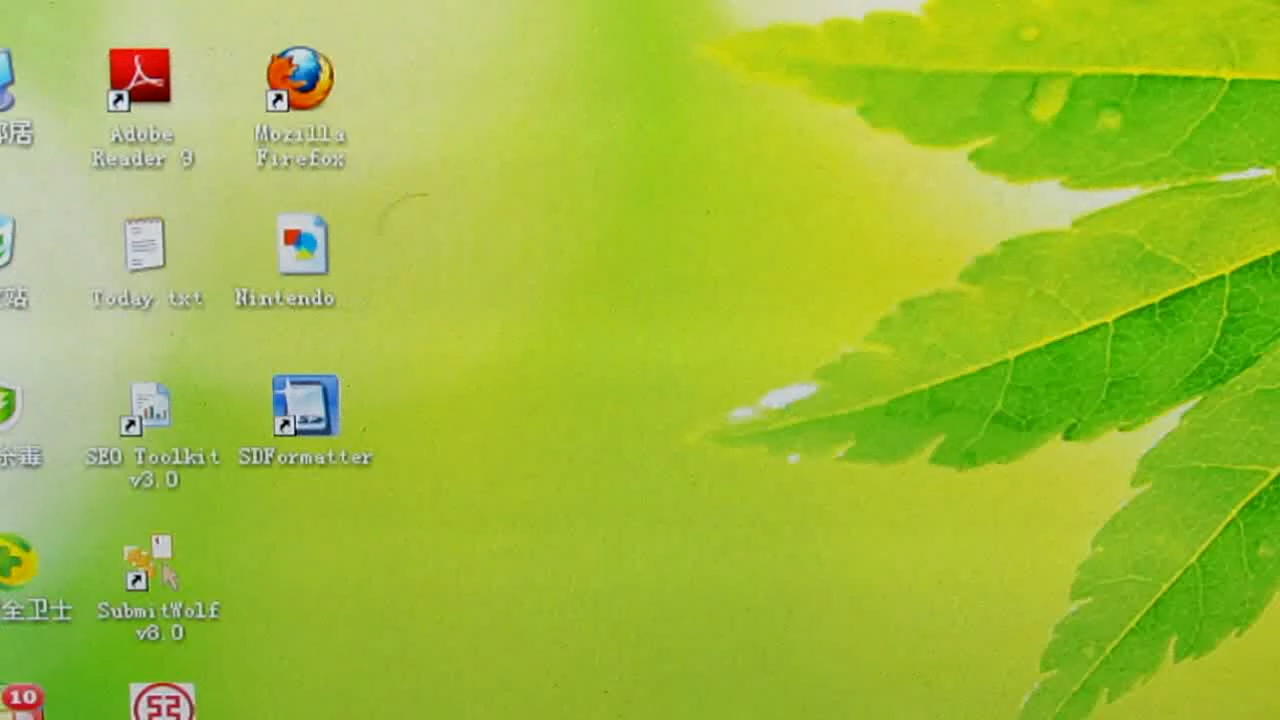 邻居
Adobe
Reader 9
Mozilla
Firefox
站
Today txt
Nintendo
杀毒
SEO Toolkit
v3.0
SDFormatter
全卫士
SubmitWolf
v8.0
10